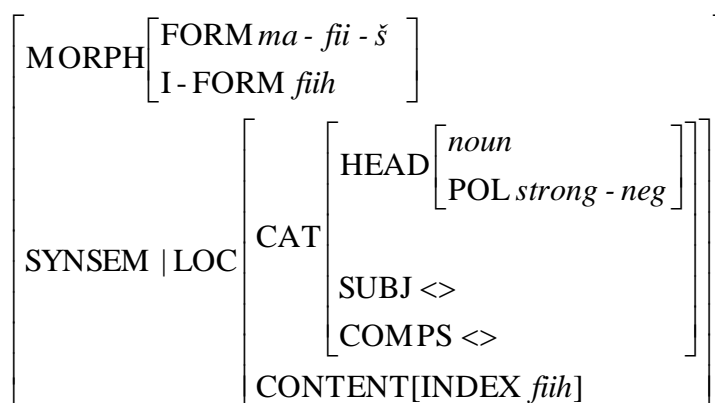 FORM ma - fii - š
MORPH
I - FORM fiih
noun
HEAD
POL strong - neg
CAT
SYNSEM | LOC
SUBJ <>
COMPS <>
CONTENT[INDEX fiih]